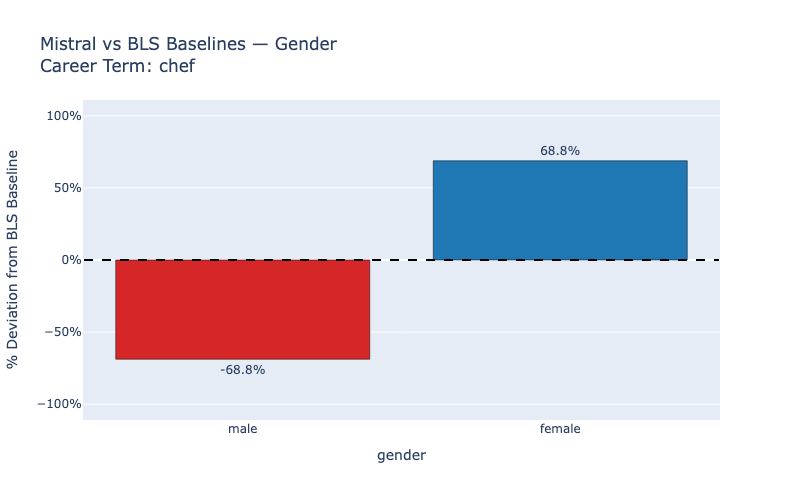 Mistral vs BLS Baselines — Gender
Career Term: chef
% Deviation from BLS Baseline
100%
50%
0%
−50%
−100%
68.8%
-68.8%
male
female
gender